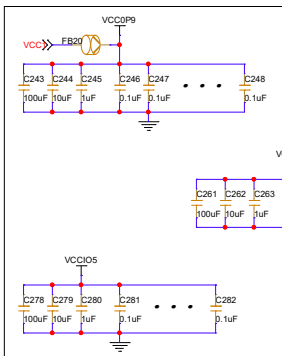 VCC0P9
VCC
FB20
C243 C244 C245 C246 C247 C248
100uF 10uF 1uF 0.1uF 0.1uF 0.1uF
C261 C262 C263
100uF 10uF 1uF
VCCIO5
C278 C279 C280 C281 C282
100uF 10uF 1uF 0.1uF 0.1uF